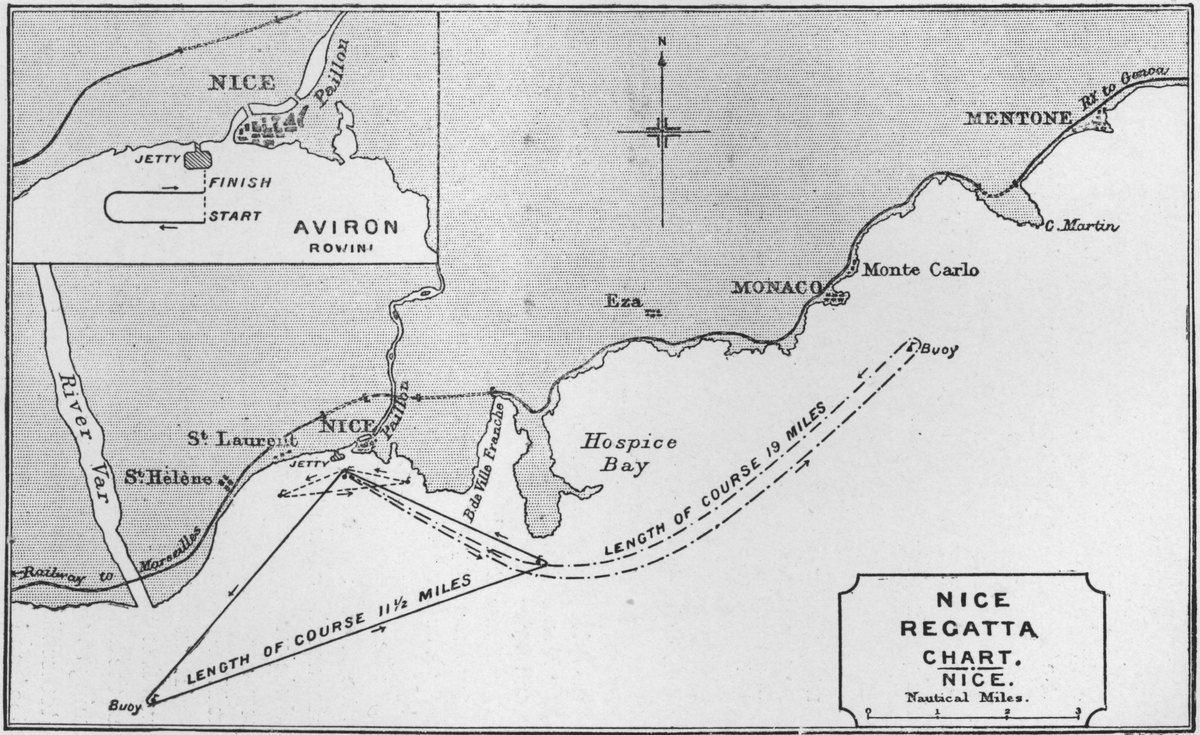 NICE
Paillon
JETTY
FINISH
START
AVIRON
ROWIN
N
MENTONE
RY to Genoa
C. Martin
Monte Carlo
MONACO
Eza
Buoy
LENGTH OF COURSE 19 MILES
Hospice
Bay
B de Ville Franche
Paillon
NICE
JETTY
St Laurent
St Hélène
River Var
Railway to Marseilles
LENGTH OF COURSE 11½ MILES
Buoy
NICE
REGATTA
CHART.
NICE.
Nautical Miles.
0 1 2 3